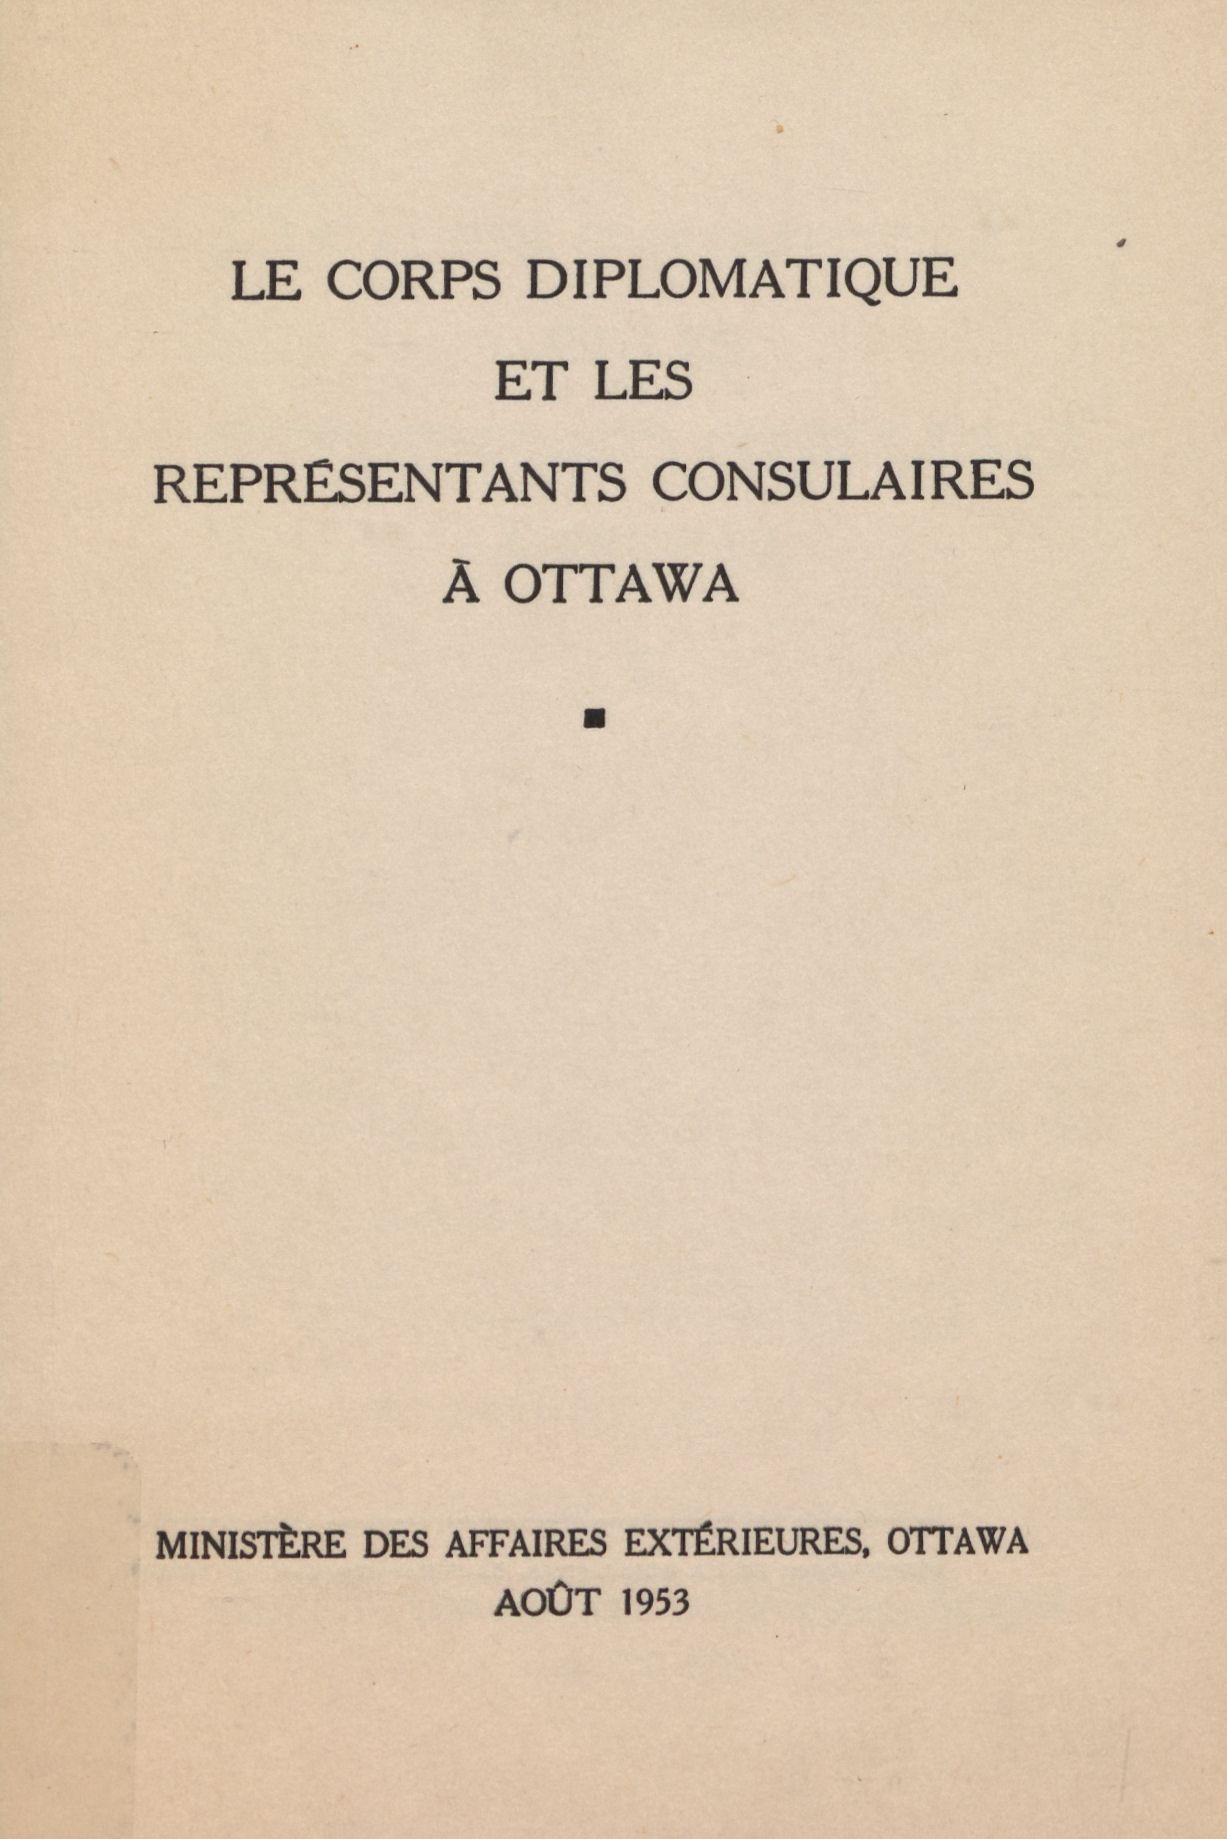 LE CORPS DIPLOMATIQUE
ET LES
REPRÉSENTANTS CONSULAIRES
À OTTAWA
MINISTÈRE DES AFFAIRES EXTÉRIEURES, OTTAWA
AOÛT 1953